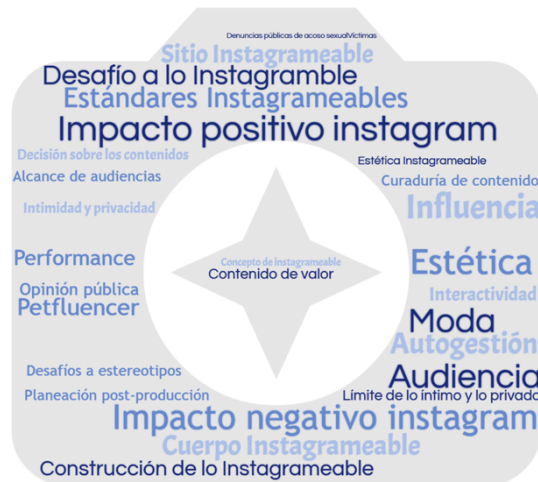 Denuncias públicas de acoso sexualVíctimas
Sitio Instagrameable
Desafío a lo Instagramble
Estándares Instagrameables
Impacto positivo instagram
Decisión sobre los contenidos
Estética Instagrameable
Alcance de audiencias
Curaduría de contenido
Intimidad y privacidad
Influencia
Performance
Concepto de instagrameable
Estética
Contenido de valor
Opinión pública
Interactividad
Petfluencer
Moda
Autogestión
Desafíos a estereotipos
Audiencia
Planeación post-producción
Límite de lo íntimo y lo privado
Impacto negativo instagram
Cuerpo Instagrameable
Construcción de lo Instagrameable